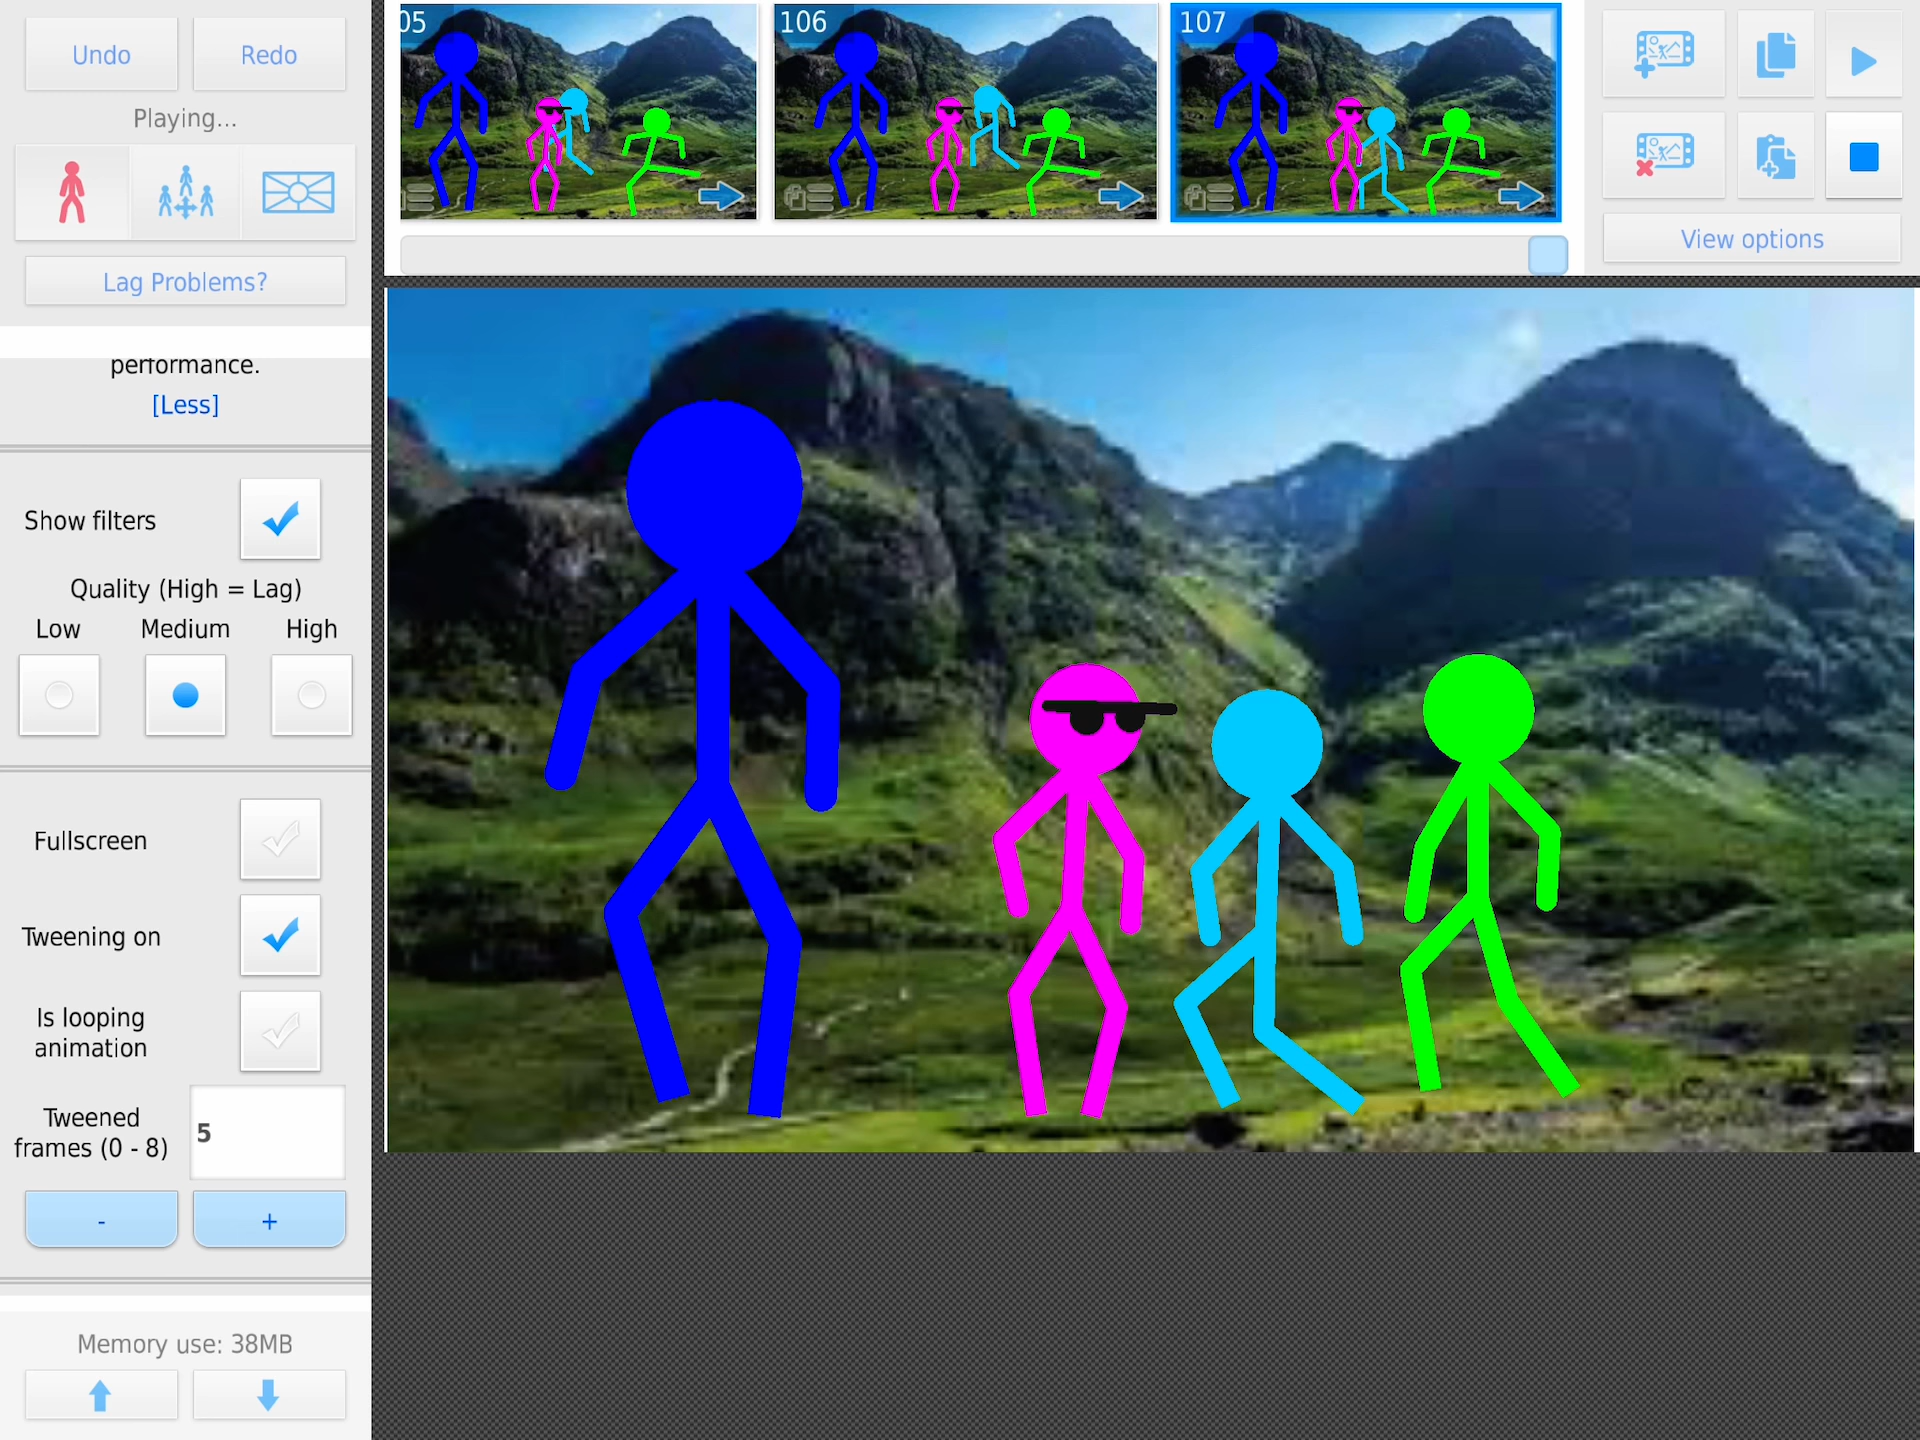 Undo
Redo
Playing...
Lag Problems?
performance.
[Less]
Show filters
Quality (High = Lag)
Low
Medium
High
Fullscreen
Tweening on
Is looping
animation
Tweened
frames (0 - 8)
5
-
+
Memory use: 38MB
05
106
107
View options